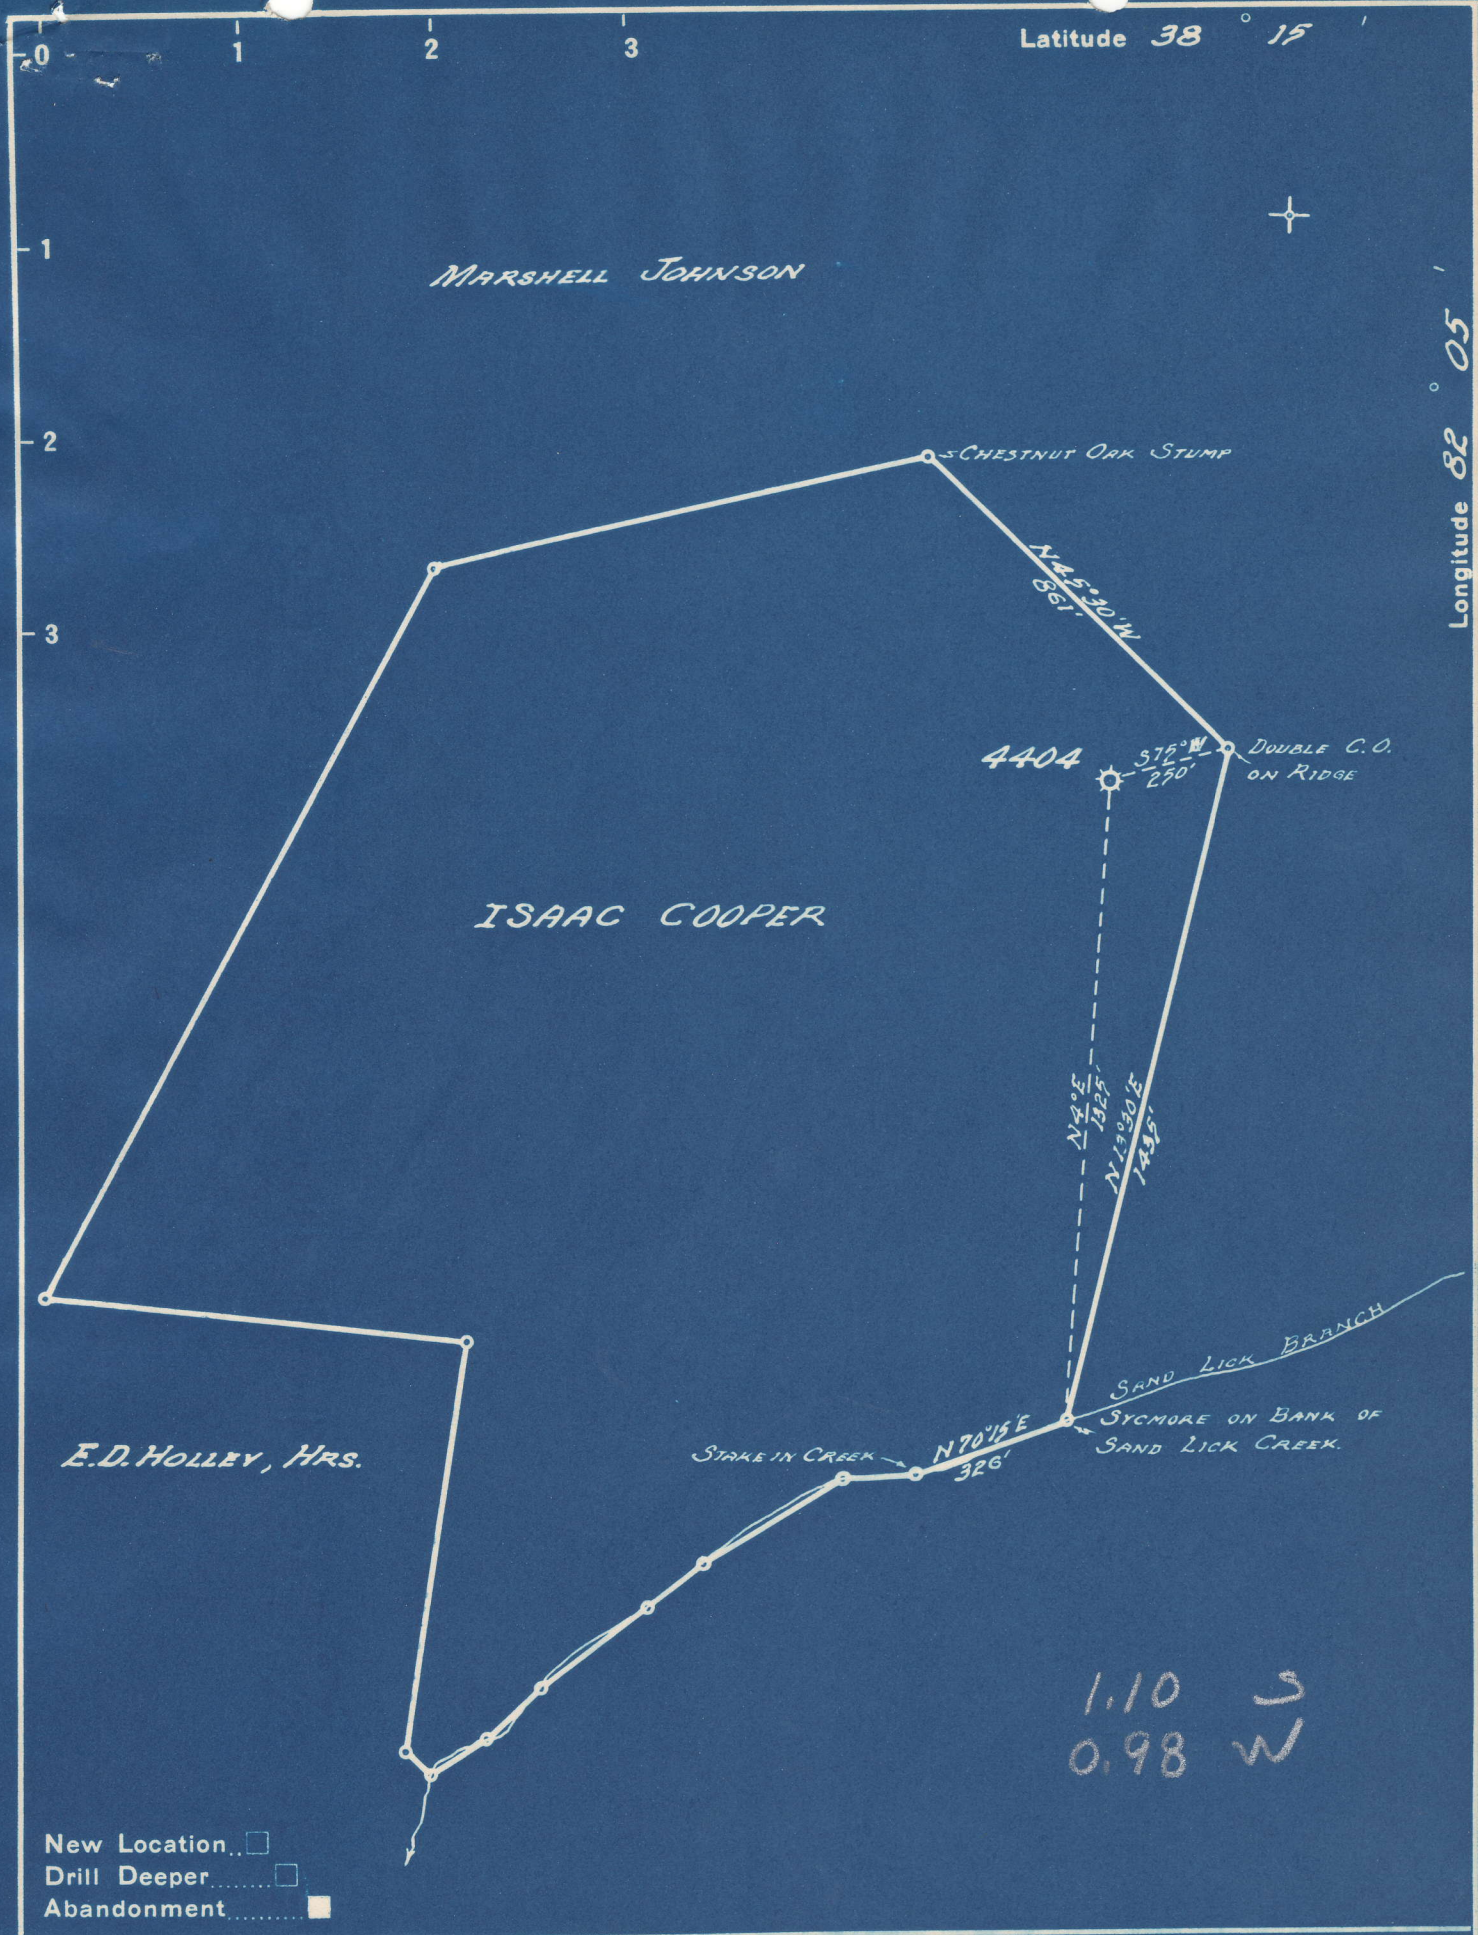 0 1 2 3
Latitude 38 ° 15 '
1
MARSHELL JOHNSON
Longitude 82 ° 05 '
2
CHESTNUT OAK STUMP
N45°30'W
861'
3
4404
S75°W
250'
DOUBLE C.O.
ON RIDGE
ISAAC COOPER
N4°E
1325'
N13°30'E
1435'
SAND LICK BRANCH
SYCMORE ON BANK OF
SAND LICK CREEK.
E.D. HOLLEY, HRS.
STAKE IN CREEK
N70°15'E
326'
1.10 S
0.98 W
New Location
Drill Deeper
Abandonment